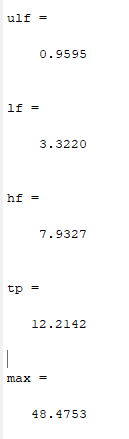 ulf =
0.9595
lf =
3.3220
hf =
7.9327
tp =
12.2142
max =
48.4753